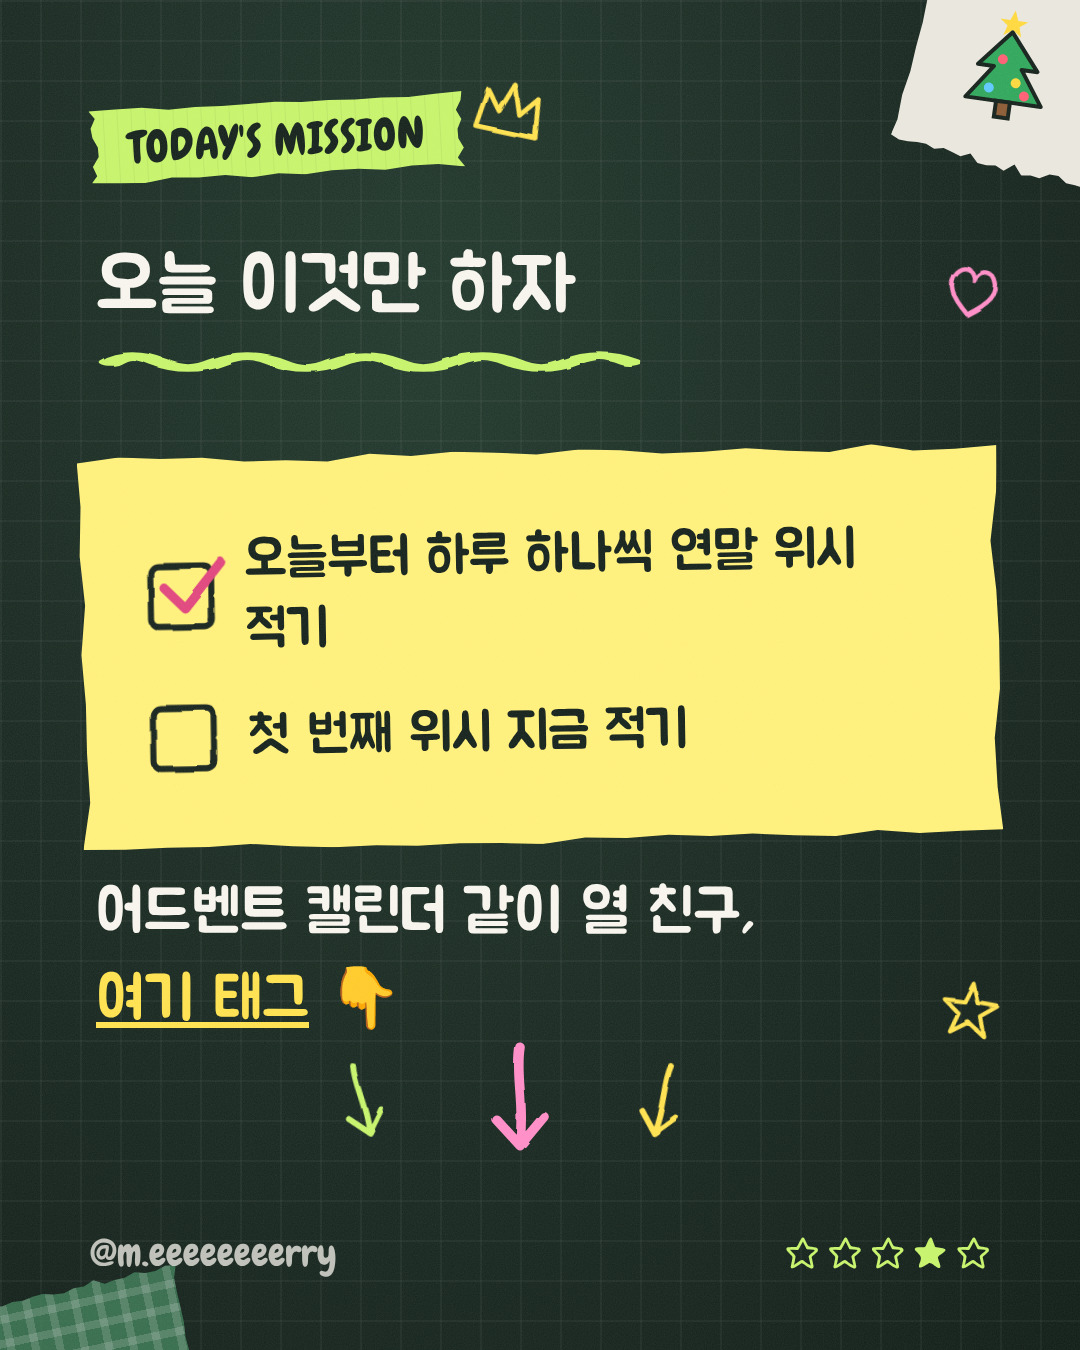 TODAY'S MISSION
오늘 이것만 하자
오늘부터 하루 하나씩 연말 위시
적기
첫 번째 위시 지금 적기
어드벤트 캘린더 같이 열 친구,
여기 태그 👇
@m.eeeeeeeerry